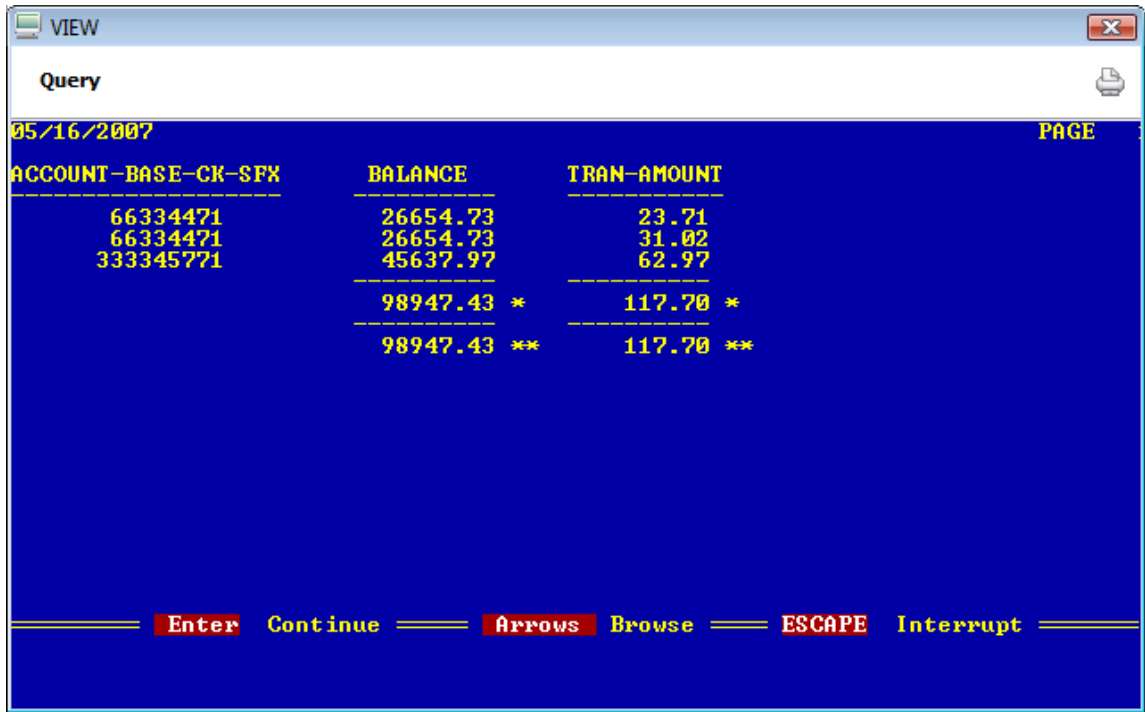 VIEW
Query
05/16/2007 PAGE
ACCOUNT-BASE-CK-SFX BALANCE TRAN-AMOUNT
66334471 26654.73 23.71
66334471 26654.73 31.02
333345771 45637.97 62.97
98947.43 * 117.70 *
98947.43 ** 117.70 **
Enter Continue Arrows Browse ESCAPE Interrupt